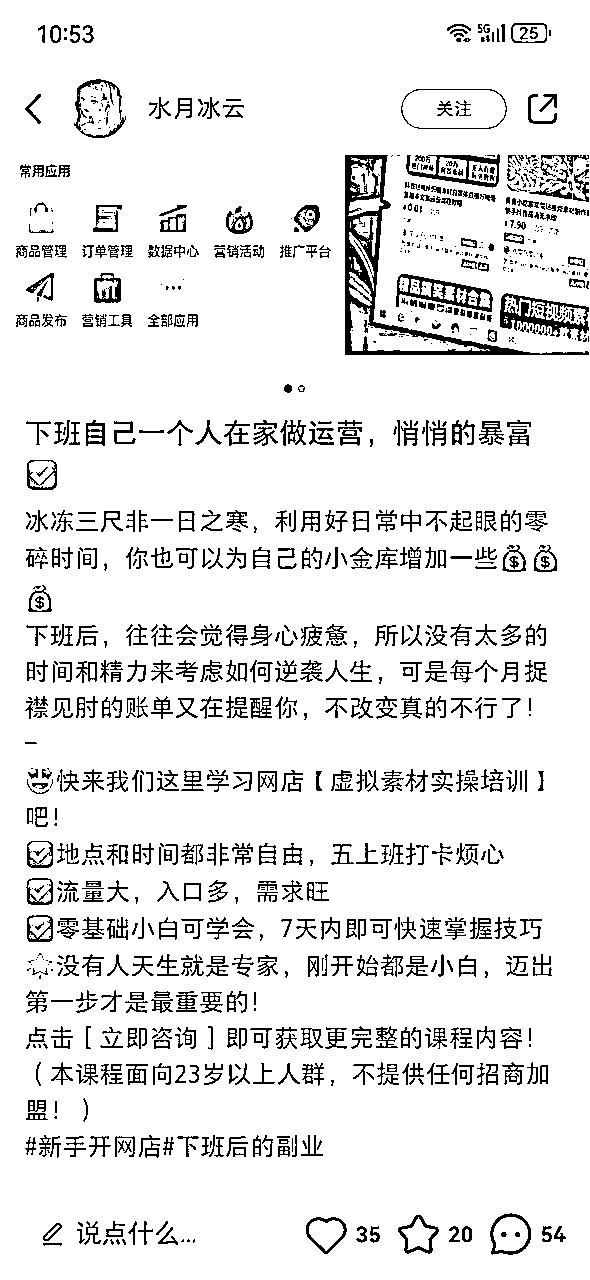 10:53
5G
25
水月冰云
关注
常用应用
商品管理 订单管理 数据中心 营销活动 推广平台
商品发布 营销工具 全部应用
¥0.01
¥7.90
精品爆笑素材合集
热门短视频素
1000000+
下班自己一个人在家做运营，悄悄的暴富
冰冻三尺非一日之寒，利用好日常中不起眼的零
碎时间，你也可以为自己的小金库增加一些
下班后，往往会觉得身心疲惫，所以没有太多的
时间和精力来考虑如何逆袭人生，可是每个月捉
襟见肘的账单又在提醒你，不改变真的不行了！
–
快来我们这里学习网店【虚拟素材实操培训】
吧！
地点和时间都非常自由，五上班打卡烦心
流量大，入口多，需求旺
零基础小白可学会，7天内即可快速掌握技巧
没有人天生就是专家，刚开始都是小白，迈出
第一步才是最重要的！
点击［立即咨询］即可获取更完整的课程内容！
（本课程面向23岁以上人群，不提供任何招商加
盟！）
#新手开网店#下班后的副业
说点什么... 35 20 54